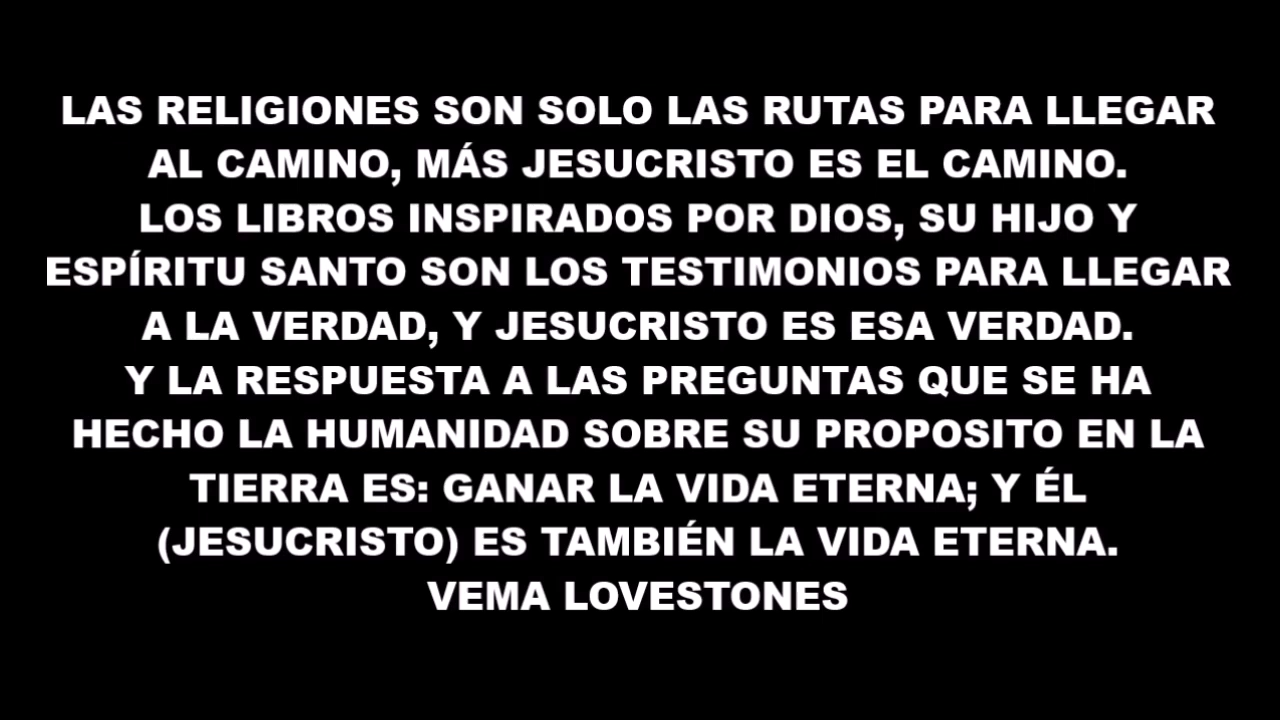 LAS RELIGIONES SON SOLO LAS RUTAS PARA LLEGAR
AL CAMINO, MÁS JESUCRISTO ES EL CAMINO.
LOS LIBROS INSPIRADOS POR DIOS, SU HIJO Y
ESPÍRITU SANTO SON LOS TESTIMONIOS PARA LLEGAR
A LA VERDAD, Y JESUCRISTO ES ESA VERDAD.
Y LA RESPUESTA A LAS PREGUNTAS QUE SE HA
HECHO LA HUMANIDAD SOBRE SU PROPOSITO EN LA
TIERRA ES: GANAR LA VIDA ETERNA; Y ÉL
(JESUCRISTO) ES TAMBIÉN LA VIDA ETERNA.
VEMA LOVESTONES